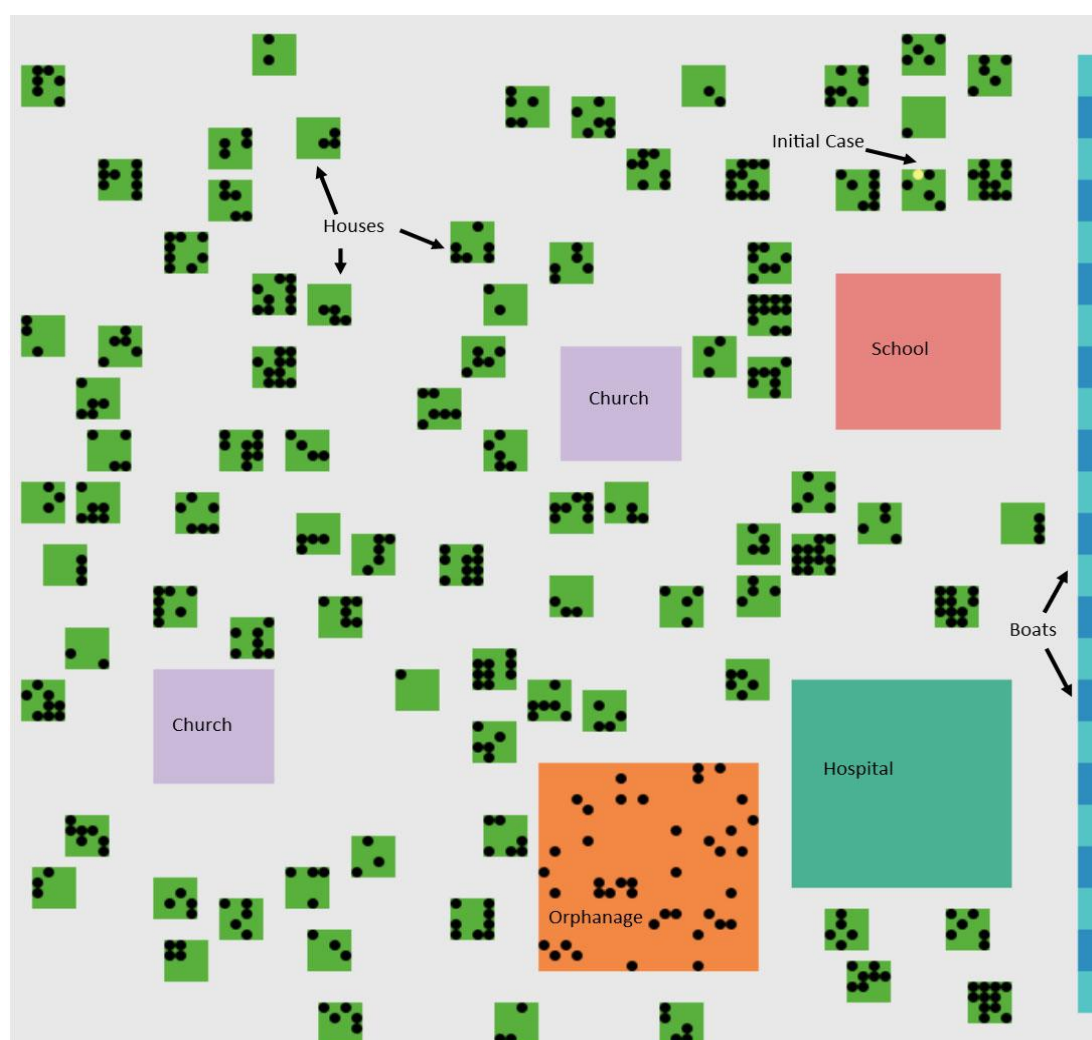 Initial Case
Houses
School
Church
Boats
Church
Hospital
Orphanage